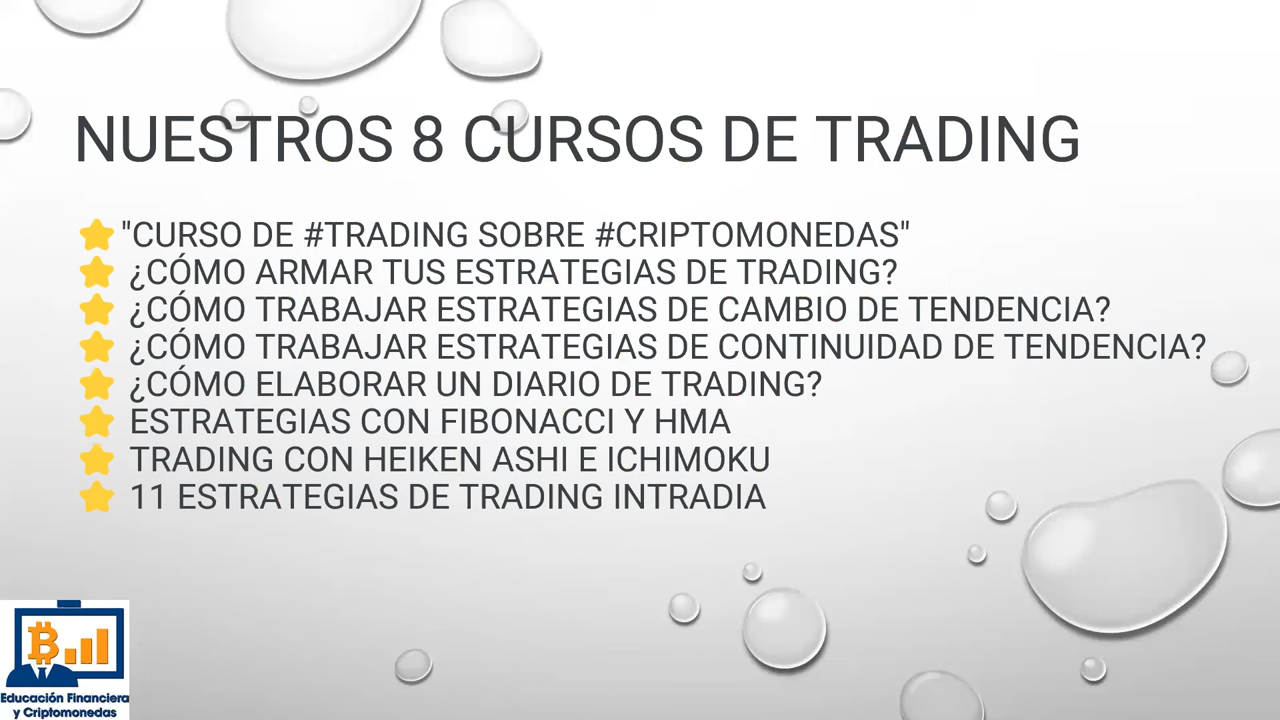 NUESTROS 8 CURSOS DE TRADING
"CURSO DE #TRADING SOBRE #CRIPTOMONEDAS"
¿CÓMO ARMAR TUS ESTRATEGIAS DE TRADING?
¿CÓMO TRABAJAR ESTRATEGIAS DE CAMBIO DE TENDENCIA?
¿CÓMO TRABAJAR ESTRATEGIAS DE CONTINUIDAD DE TENDENCIA?
¿CÓMO ELABORAR UN DIARIO DE TRADING?
ESTRATEGIAS CON FIBONACCI Y HMA
TRADING CON HEIKEN ASHI E ICHIMOKU
11 ESTRATEGIAS DE TRADING INTRADIA
Educación Financiera
y Criptomonedas